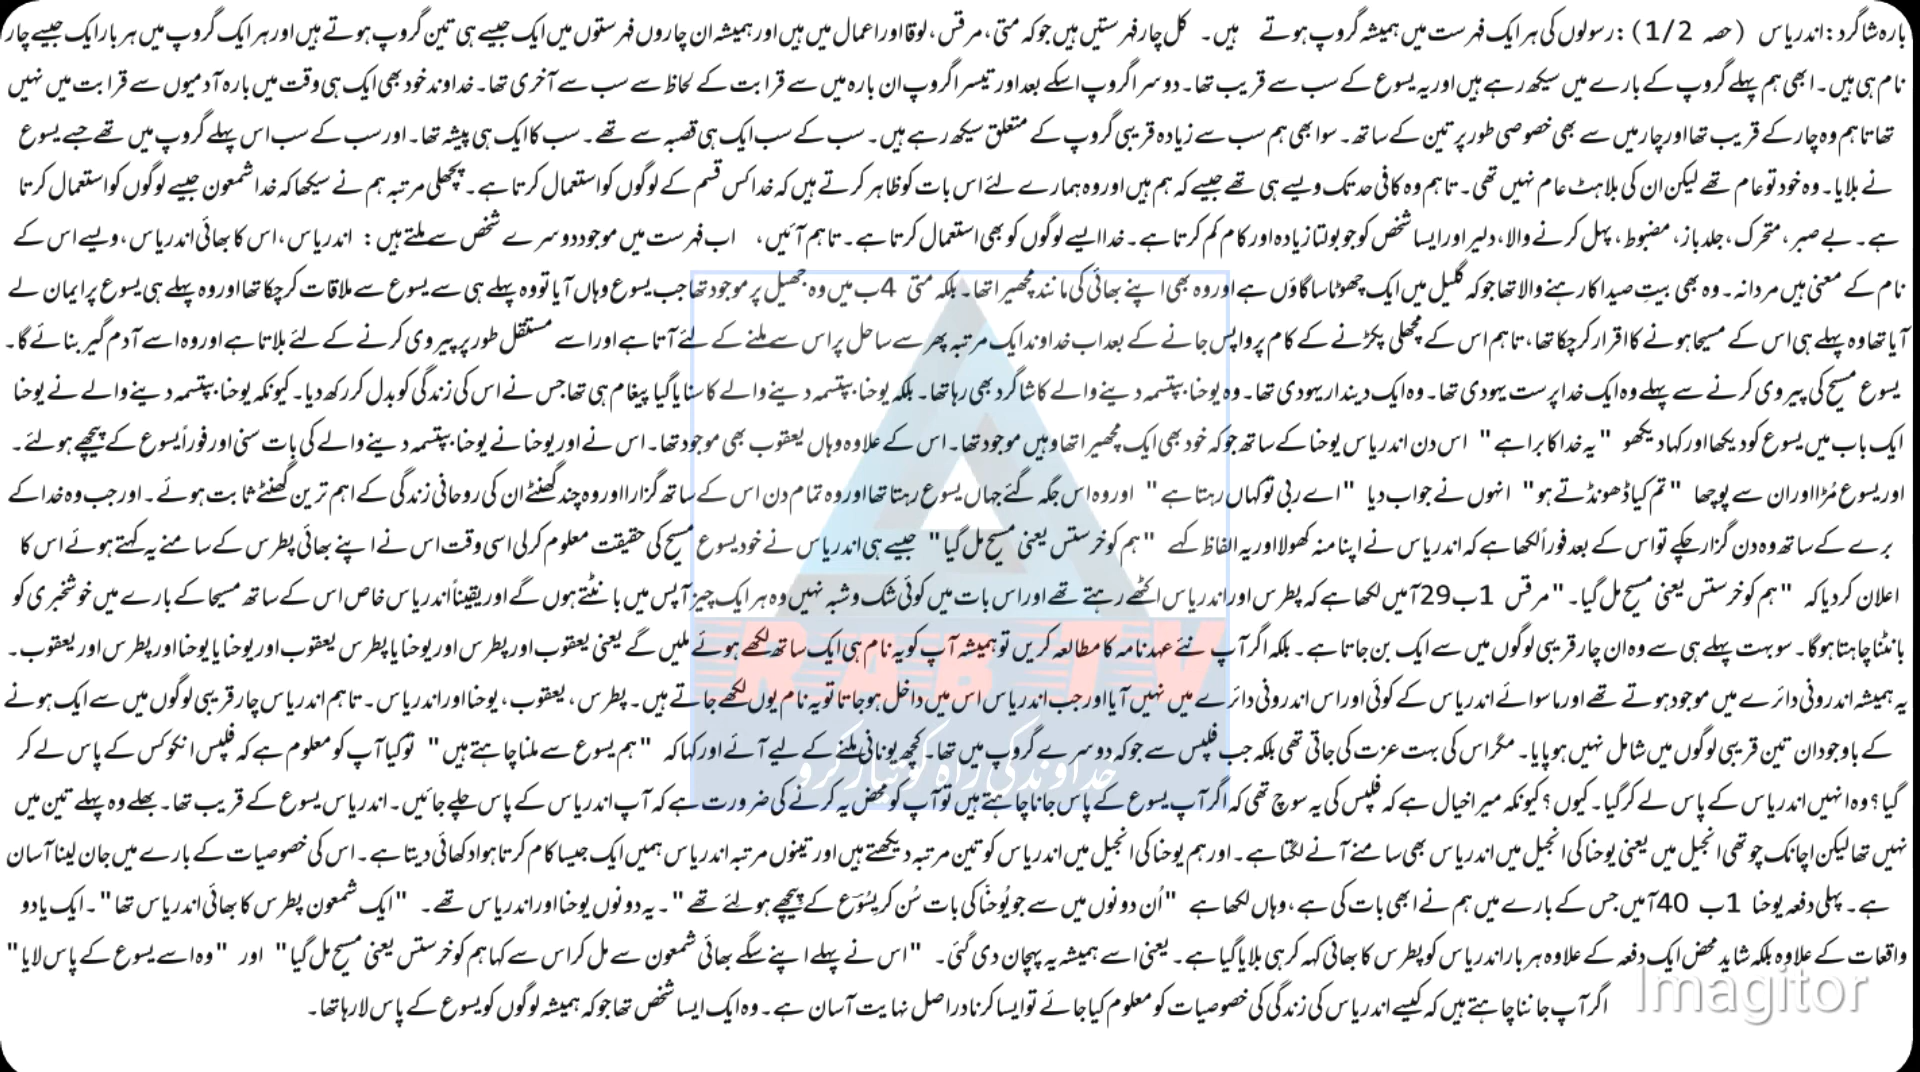 بارہ شاگرد: اندریاس (حصہ 1/2): رسولوں کی ہر ایک فہرست میں ہمیشہ گروپ ہوتے ہیں۔ کل چار فہرستیں ہیں جو کہ متی، مرقس، لوقا اور اعمال میں ہیں اور ہمیشہ ان چاروں فہرستوں میں ایک جیسے ہی تین گروپ ہوتے ہیں اور ہر ایک گروپ میں ہر بار ایک جیسے چار
نام ہی ہیں۔ ابھی ہم پہلے گروپ کے بارے میں سیکھ رہے ہیں اور یہ یسوع کے سب سے قریب تھا۔ دوسرا گروپ اسکے بعد اور تیسرا گروپ ان بارہ میں سے قرابت کے لحاظ سے سب سے آخری تھا۔ خداوند خود بھی ایک ہی وقت میں بارہ آدمیوں سے قرابت میں نہیں
تھا تاہم وہ چار کے قریب تھا اور چار میں سے بھی خصوصی طور پر تین کے ساتھ۔ سو ابھی ہم سب سے زیادہ قریبی گروپ کے متعلق سیکھ رہے ہیں۔ سب کے سب ایک ہی قصبہ سے تھے۔ سب کا ایک ہی پیشہ تھا۔ اور سب کے سب اس پہلے گروپ میں تھے جسے یسوع
نے بلایا۔ وہ خود تو عام تھے لیکن ان کی بلاہٹ عام نہیں تھی۔ تاہم وہ کافی حد تک ویسے ہی تھے جیسے کہ ہم ہیں اور وہ ہمارے لئے اس بات کو ظاہر کرتے ہیں کہ خدا کس قسم کے لوگوں کو استعمال کرتا ہے۔ پچھلی مرتبہ ہم نے سیکھا کہ خدا شمعون جیسے لوگوں کو استعمال کرتا
ہے۔ بے صبر، متحرک، جلد باز، مضبوط، پہل کرنے والا، دلیر اور ایسا شخص کو جو بولتا زیادہ اور کام کم کرتا ہے۔ خدا ایسے لوگوں کو بھی استعمال کرتا ہے۔ تاہم آئیں، اب فہرست میں موجود دوسرے شخص سے ملتے ہیں: اندریاس، اس کا بھائی اندریاس، ویسے اس کے
نام کے معنی ہیں مردانہ۔ وہ بھی بیت صیدا کا رہنے والا تھا جو کہ گلیل میں ایک چھوٹا سا گاؤں ہے اور وہ بھی اپنے بھائی کی مانند مچھیرا تھا۔ بلکہ متی 4ب میں وہ جھیل پر موجود تھا جب یسوع وہاں آیا تو وہ پہلے ہی سے یسوع سے ملاقات کر چکا تھا اور وہ پہلے ہی یسوع پر ایمان لے
آیا تھا وہ پہلے ہی اس کے مسیحا ہونے کا اقرار کر چکا تھا، تاہم اس کے مچھلی پکڑنے کے کام پر واپس جانے کے بعد اب خداوند ایک مرتبہ پھر سے ساحل پر اس سے ملنے کے لئے آتا ہے اور اسے مستقل طور پر پیروی کرنے کے لئے بلاتا ہے اور وہ اسے آدم گیر بنائے گا۔
یسوع مسیح کی پیروی کرنے سے پہلے وہ ایک خدا پرست یہودی تھا۔ وہ ایک دیندار یہودی تھا۔ وہ یوحنا بپتسمہ دینے والے کا شاگرد بھی رہا تھا۔ بلکہ یوحنا بپتسمہ دینے والے کا سنایا گیا پیغام ہی تھا جس نے اس کی زندگی کو بدل کر رکھ دیا۔ کیونکہ یوحنا بپتسمہ دینے والے نے یوحنا
ایک باب میں یسوع کو دیکھا اور کہا دیکھو "یہ خدا کا برا ہے" اس دن اندریاس یوحنا کے ساتھ جو کہ خود بھی ایک مچھیرا تھا وہیں موجود تھا۔ اس کے علاوہ وہاں یعقوب بھی موجود تھا۔ اس نے اور یوحنا نے یوحنا بپتسمہ دینے والے کی بات سنی اور فوراً یسوع کے پیچھے ہولئے۔
اور یسوع مڑا اور ان سے پوچھا "تم کیا ڈھونڈتے ہو" انہوں نے جواب دیا "اے ربی تو کہاں رہتا ہے" اور وہ اس جگہ گئے جہاں یسوع رہتا تھا اور وہ تمام دن اس کے ساتھ گزارا اور وہ چند گھنٹے ان کی روحانی زندگی کے اہم ترین گھنٹے ثابت ہوئے۔ اور جب وہ خدا کے
برے کے ساتھ وہ دن گزار چکے تو اس کے بعد فوراً لکھا ہے کہ اندریاس نے اپنا منہ کھولا اور یہ الفاظ کہے "ہم کو خرستس یعنی مسیح مل گیا" جیسے ہی اندریاس نے خود یسوع مسیح کی حقیقت معلوم کرلی اسی وقت اس نے اپنے بھائی پطرس کے سامنے یہ کہتے ہوئے اس کا
اعلان کر دیا کہ "ہم کو خرستس یعنی مسیح مل گیا۔" مرقس 1ب29آ میں لکھا ہے کہ پطرس اور اندریاس اکٹھے رہتے تھے اور اس بات میں کوئی شک و شبہ نہیں وہ ہر ایک چیز آپس میں بانٹتے ہوں گے اور یقیناً اندریاس خاص اس کے ساتھ مسیحا کے بارے میں خوشخبری کو
بانٹنا چاہتا ہوگا۔ سو بہت پہلے ہی سے وہ ان چار قریبی لوگوں میں سے ایک بن جاتا ہے۔ بلکہ اگر آپ نئے عہد نامہ کا مطالعہ کریں تو ہمیشہ آپ کو یہ نام ہی ایک ساتھ لکھے ہوئے ملیں گے یعنی یعقوب اور پطرس اور یوحنا یا پطرس یعقوب اور یوحنا یا یوحنا اور پطرس اور یعقوب۔
یہ ہمیشہ اندرونی دائرے میں موجود ہوتے تھے اور ماسوائے اندریاس کے کوئی اور اس اندرونی دائرے میں نہیں آیا اور جب اندریاس اس میں داخل ہو جاتا تو یہ نام یوں لکھے جاتے ہیں۔ پطرس، یعقوب، یوحنا اور اندریاس۔ تاہم اندریاس چار قریبی لوگوں میں سے ایک ہونے
کے باوجود ان تین قریبی لوگوں میں شامل نہیں ہو پایا۔ مگر اس کی بہت عزت کی جاتی تھی بلکہ جب فلپس سے جو کہ دوسرے گروپ میں تھا۔ کچھ یونانی ملنے کے لیے آئے اور کہا کہ "ہم یسوع سے ملنا چاہتے ہیں" تو کیا آپ کو معلوم ہے کہ فلپس انکو کس کے پاس لے کر
گیا؟ وہ انہیں اندریاس کے پاس لے کر گیا۔ کیوں؟ کیونکہ میرا خیال ہے کہ فلپس کی یہ سوچ تھی کہ اگر آپ یسوع کے پاس جانا چاہتے ہیں تو آپ کو محض یہ کرنے کی ضرورت ہے کہ آپ اندریاس کے پاس چلے جائیں۔ اندریاس یسوع کے قریب تھا۔ بھلے وہ پہلے تین میں
نہیں تھا لیکن اچانک چوتھی انجیل میں یعنی یوحنا کی انجیل میں اندریاس بھی سامنے آنے لگتا ہے۔ اور ہم یوحنا کی انجیل میں اندریاس کو تین مرتبہ دیکھتے ہیں اور تینوں مرتبہ اندریاس ہمیں ایک جیسا کام کرتا ہوا دکھائی دیتا ہے۔ اس کی خصوصیات کے بارے میں جان لینا آسان
ہے۔ پہلی دفعہ یوحنا 1ب 40آ میں جس کے بارے میں ہم نے ابھی بات کی ہے، وہاں لکھا ہے "اُن دونوں میں سے جو یُوحنّا کی بات سُن کر یِسُوع کے پِیچھے ہو لِئے تھے"۔ یہ دونوں یوحنا اور اندریاس تھے۔ "ایک شمعون پطرس کا بھائی اندریاس تھا"۔ ایک یا دو
واقعات کے علاوہ بلکہ شاید محض ایک دفعہ کے علاوہ ہر بار اندریاس کو پطرس کا بھائی کہہ کر ہی بلایا گیا ہے۔ یعنی اسے ہمیشہ یہ پہچان دی گئی۔ "اس نے پہلے اپنے سگے بھائی شمعون سے مل کر اس سے کہا ہم کو خرستس یعنی مسیح مل گیا" اور "وہ اسے یسوع کے پاس لایا"
اگر آپ جاننا چاہتے ہیں کہ کیسے اندریاس کی زندگی کی خصوصیات کو معلوم کیا جائے تو ایسا کرنا دراصل نہایت آسان ہے۔ وہ ایک ایسا شخص تھا جو کہ ہمیشہ لوگوں کو یسوع کے پاس لا رہا تھا۔
RABTV
خداوند کی راہ کو تیار کرو
Imagitor